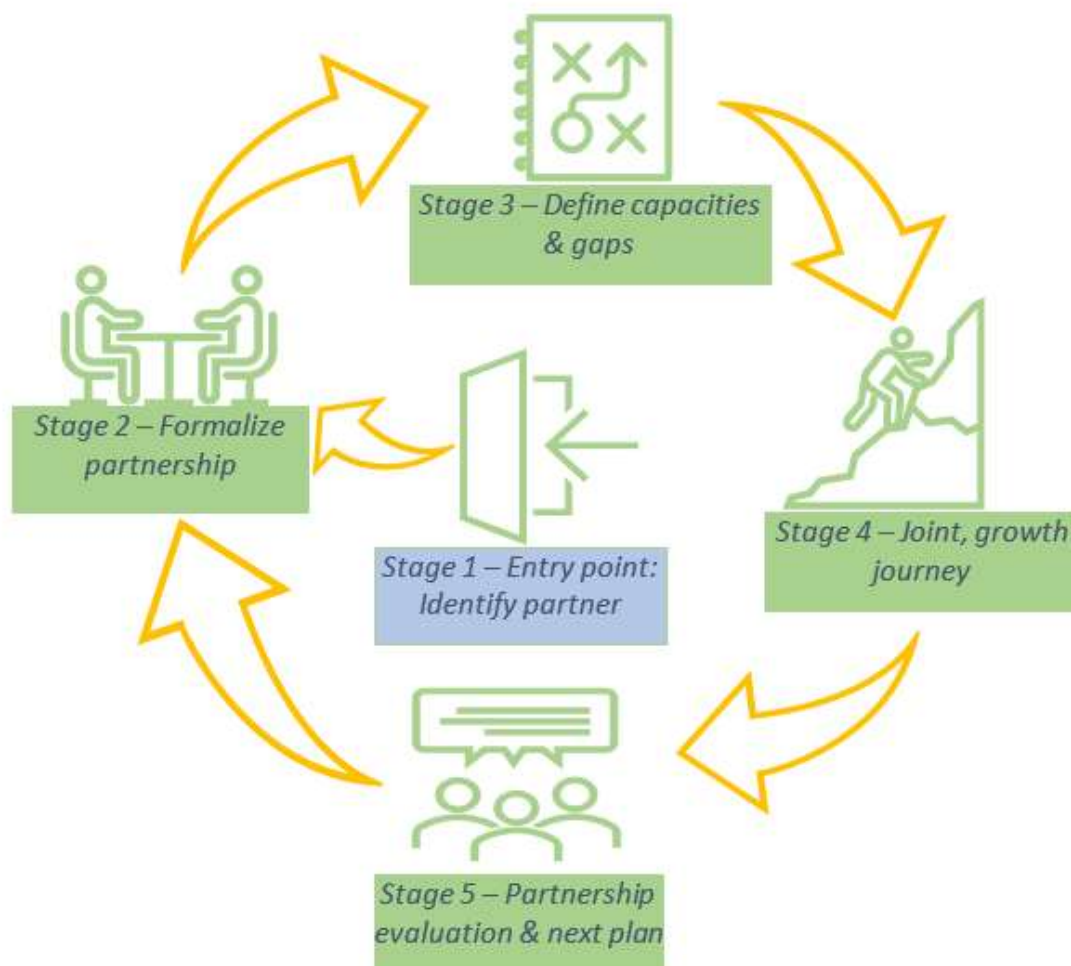 Stage 3 – Define capacities
& gaps
Stage 2 – Formalize
partnership
Stage 4 – Joint, growth
journey
Stage 1 – Entry point:
Identify partner
Stage 5 – Partnership
evaluation & next plan